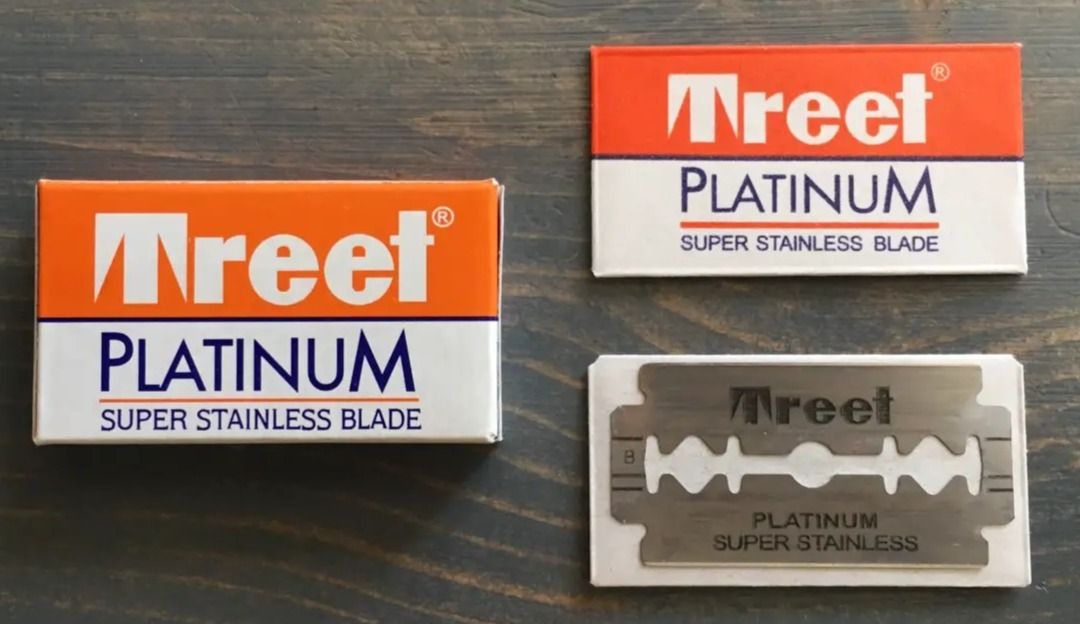 Treet®
PLATINUM
SUPER STAINLESS BLADE
Treet®
PLATINUM
SUPER STAINLESS BLADE
Treet
B
PLATINUM
SUPER STAINLESS